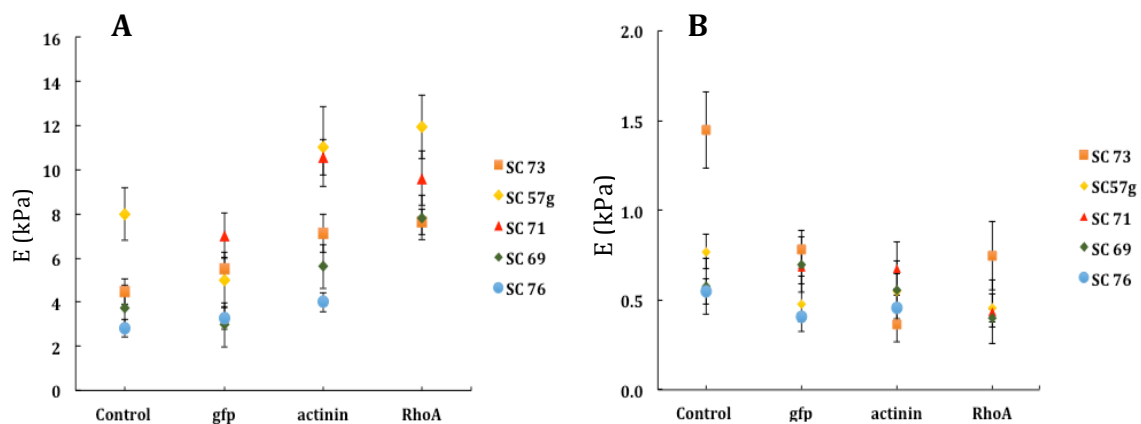 A
E (kPa)
16
14
12
10
8
6
4
2
0
Control gfp actinin RhoA
SC 73
SC 57g
SC 71
SC 69
SC 76
B
E (kPa)
2.0
1.5
1.0
0.5
0.0
Control gfp actinin RhoA
SC 73
SC57g
SC 71
SC 69
SC 76